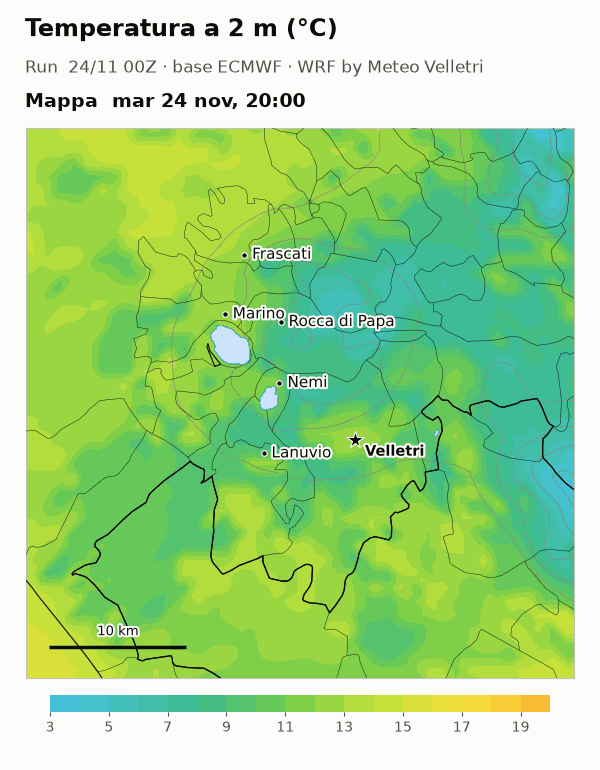 Temperatura a 2 m (°C)
Run  24/11 00Z · base ECMWF · WRF by Meteo Velletri
Mappa  mar 24 nov, 20:00
Frascati
Marino
Rocca di Papa
Nemi
Velletri
Lanuvio
10 km
3 5 7 9 11 13 15 17 19